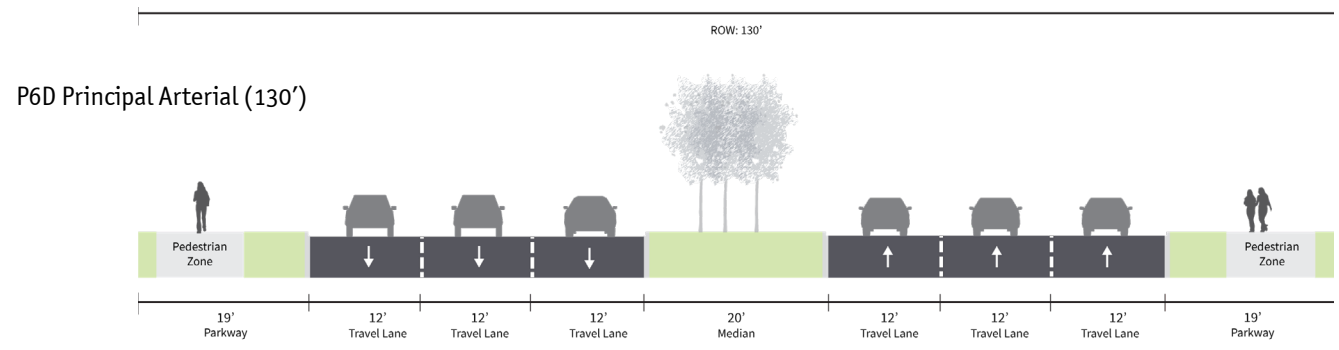 ROW: 130'
P6D Principal Arterial (130′)
Pedestrian
Zone
Pedestrian
Zone
19'
Parkway
12'
Travel Lane
12'
Travel Lane
12'
Travel Lane
20'
Median
12'
Travel Lane
12'
Travel Lane
12'
Travel Lane
19'
Parkway